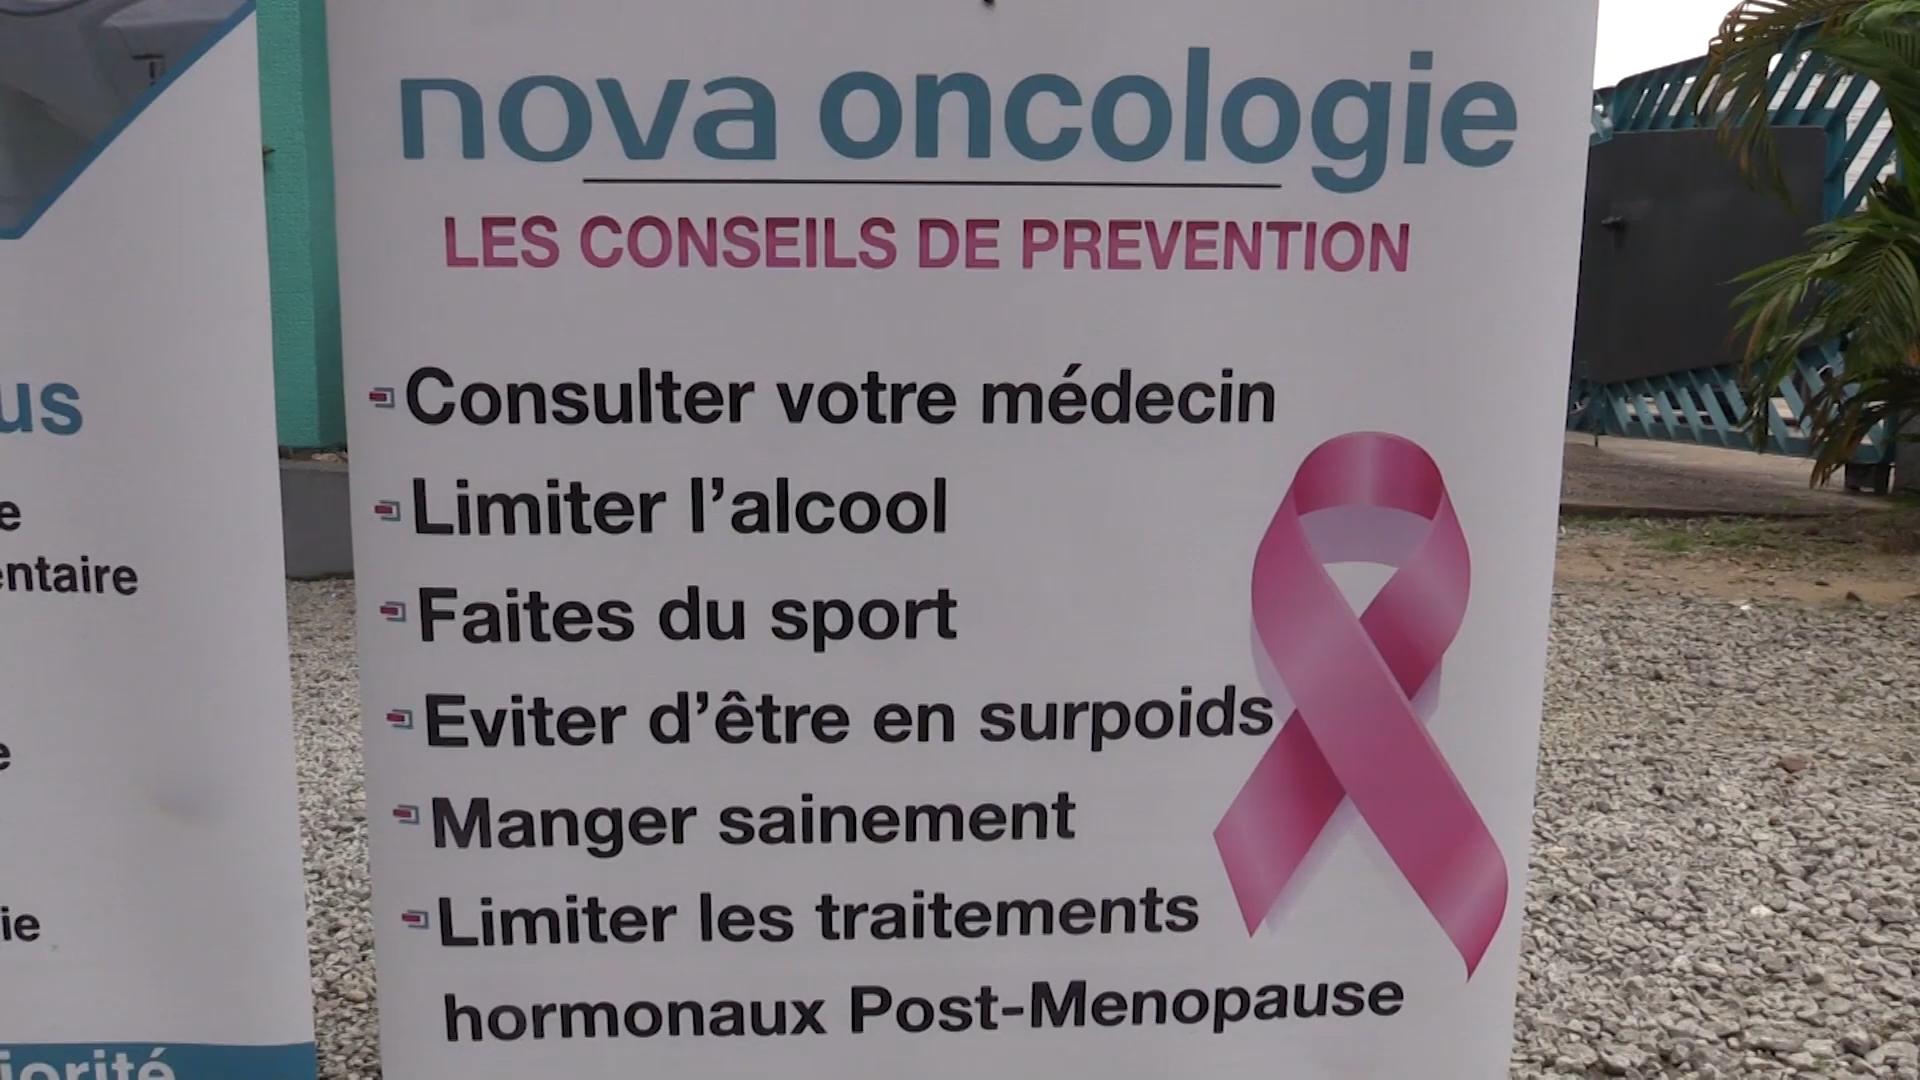 nova oncologie
LES CONSEILS DE PREVENTION
Consulter votre médecin
Limiter l’alcool
Faites du sport
Eviter d’être en surpoids
Manger sainement
Limiter les traitements
hormonaux Post-Menopause